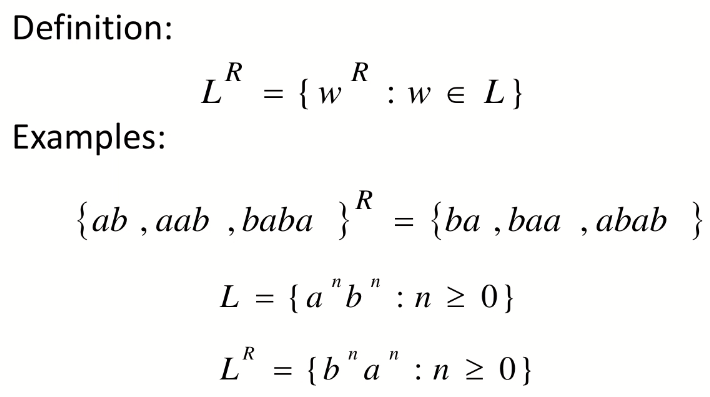 Definition:
L^R = { w^R : w ∈ L }
Examples:
{ab , aab , baba }^R = {ba , baa , abab }
L = { a^n b^n : n ≥ 0 }
L^R = { b^n a^n : n ≥ 0 }